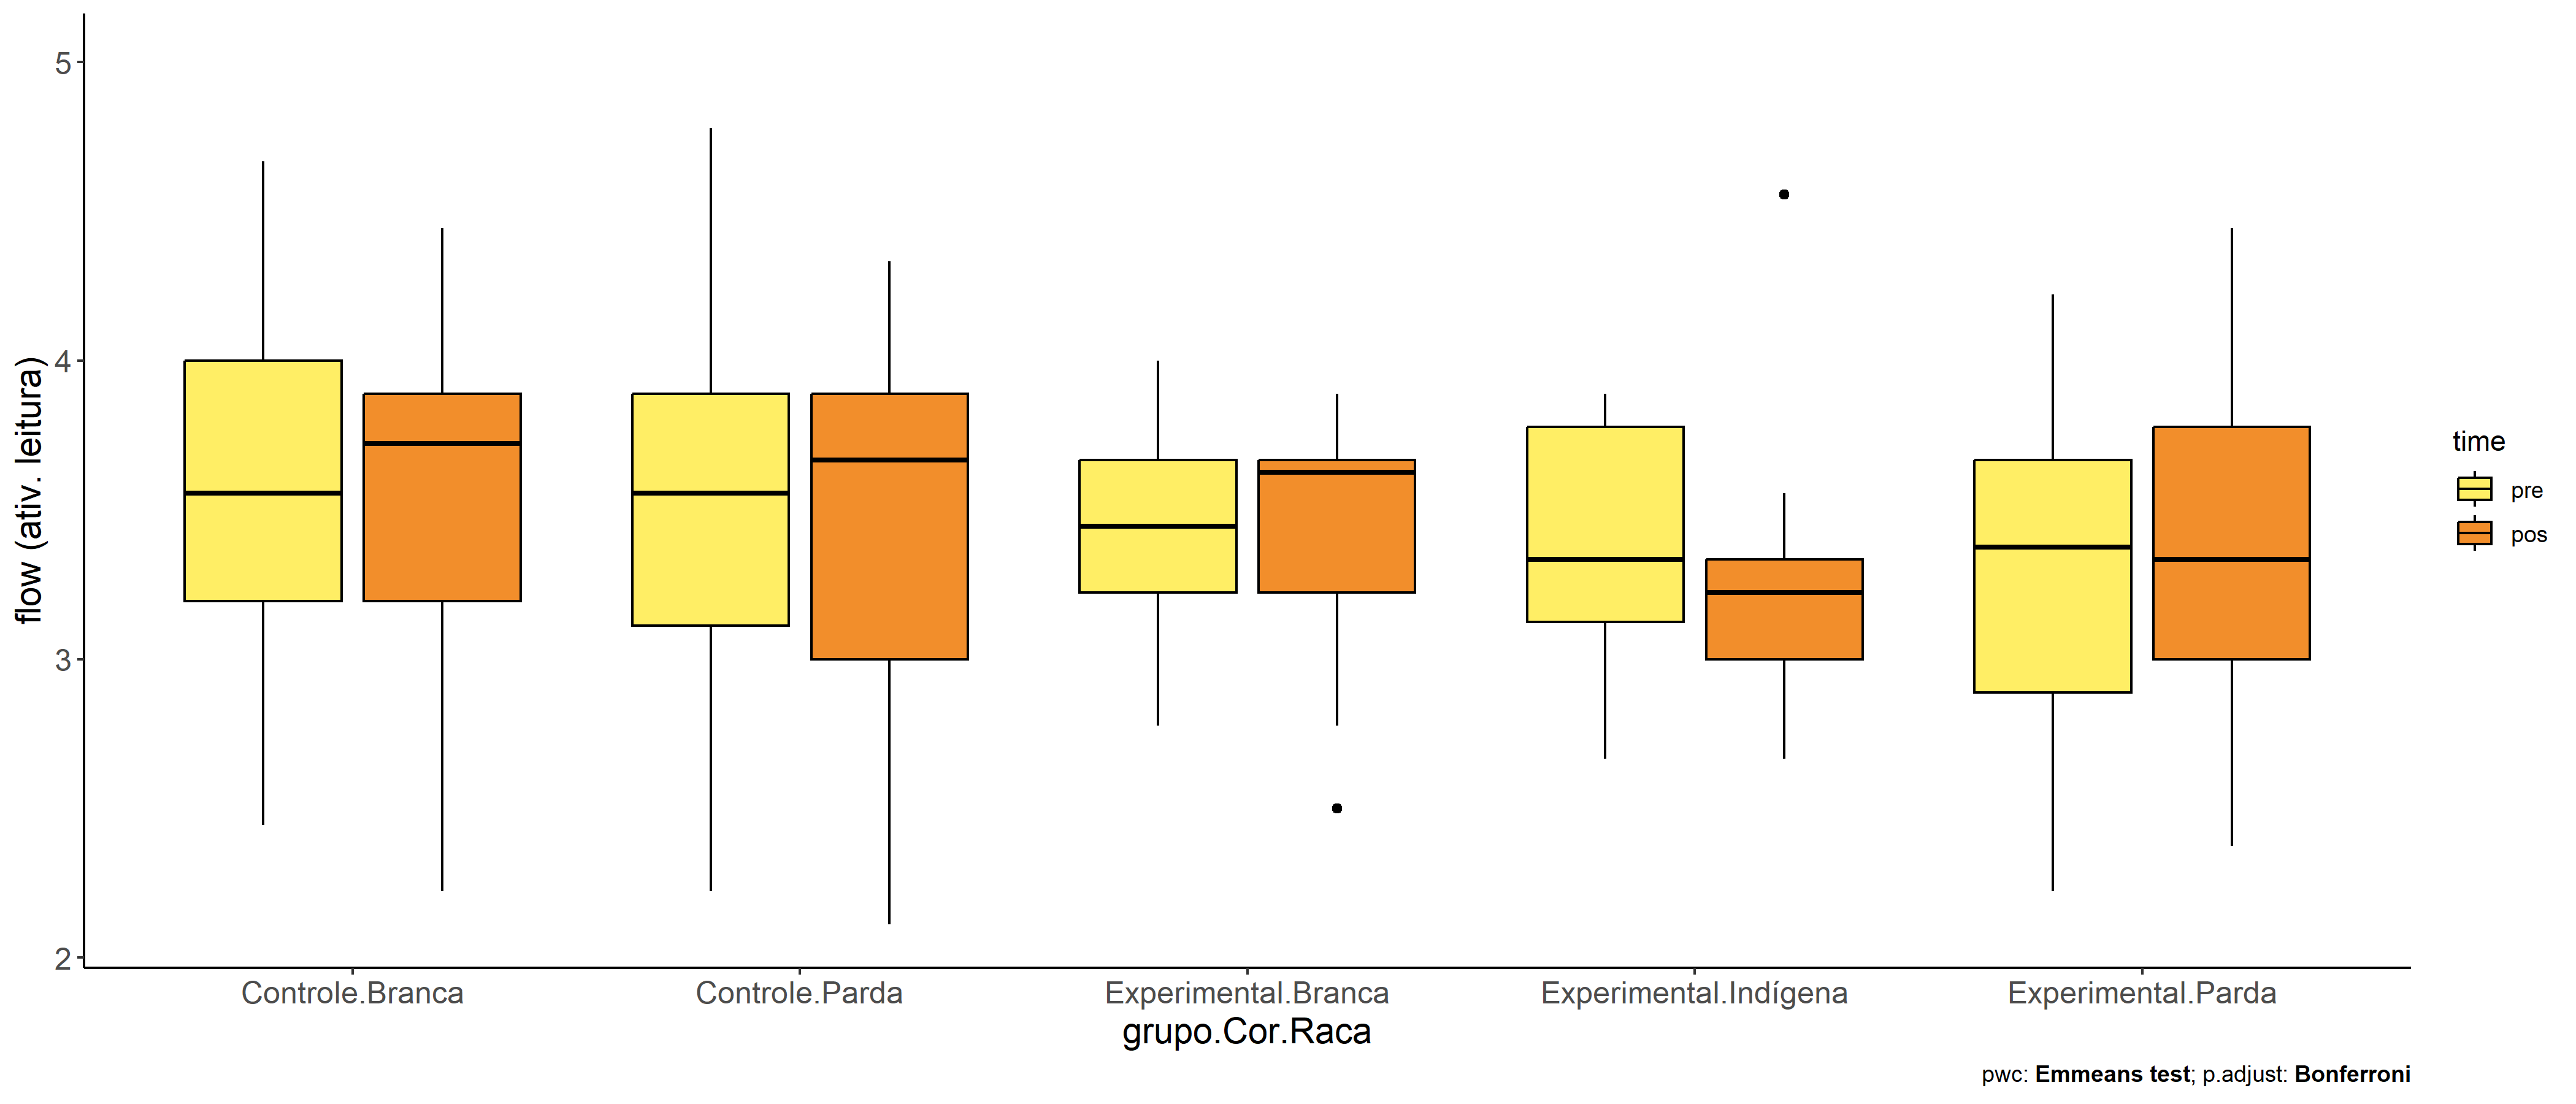 flow (ativ. leitura)
5
4
3
2
Controle.Branca
Controle.Parda
Experimental.Branca
Experimental.Indígena
Experimental.Parda
grupo.Cor.Raca
time
pre
pos
pwc: Emmeans test; p.adjust: Bonferroni